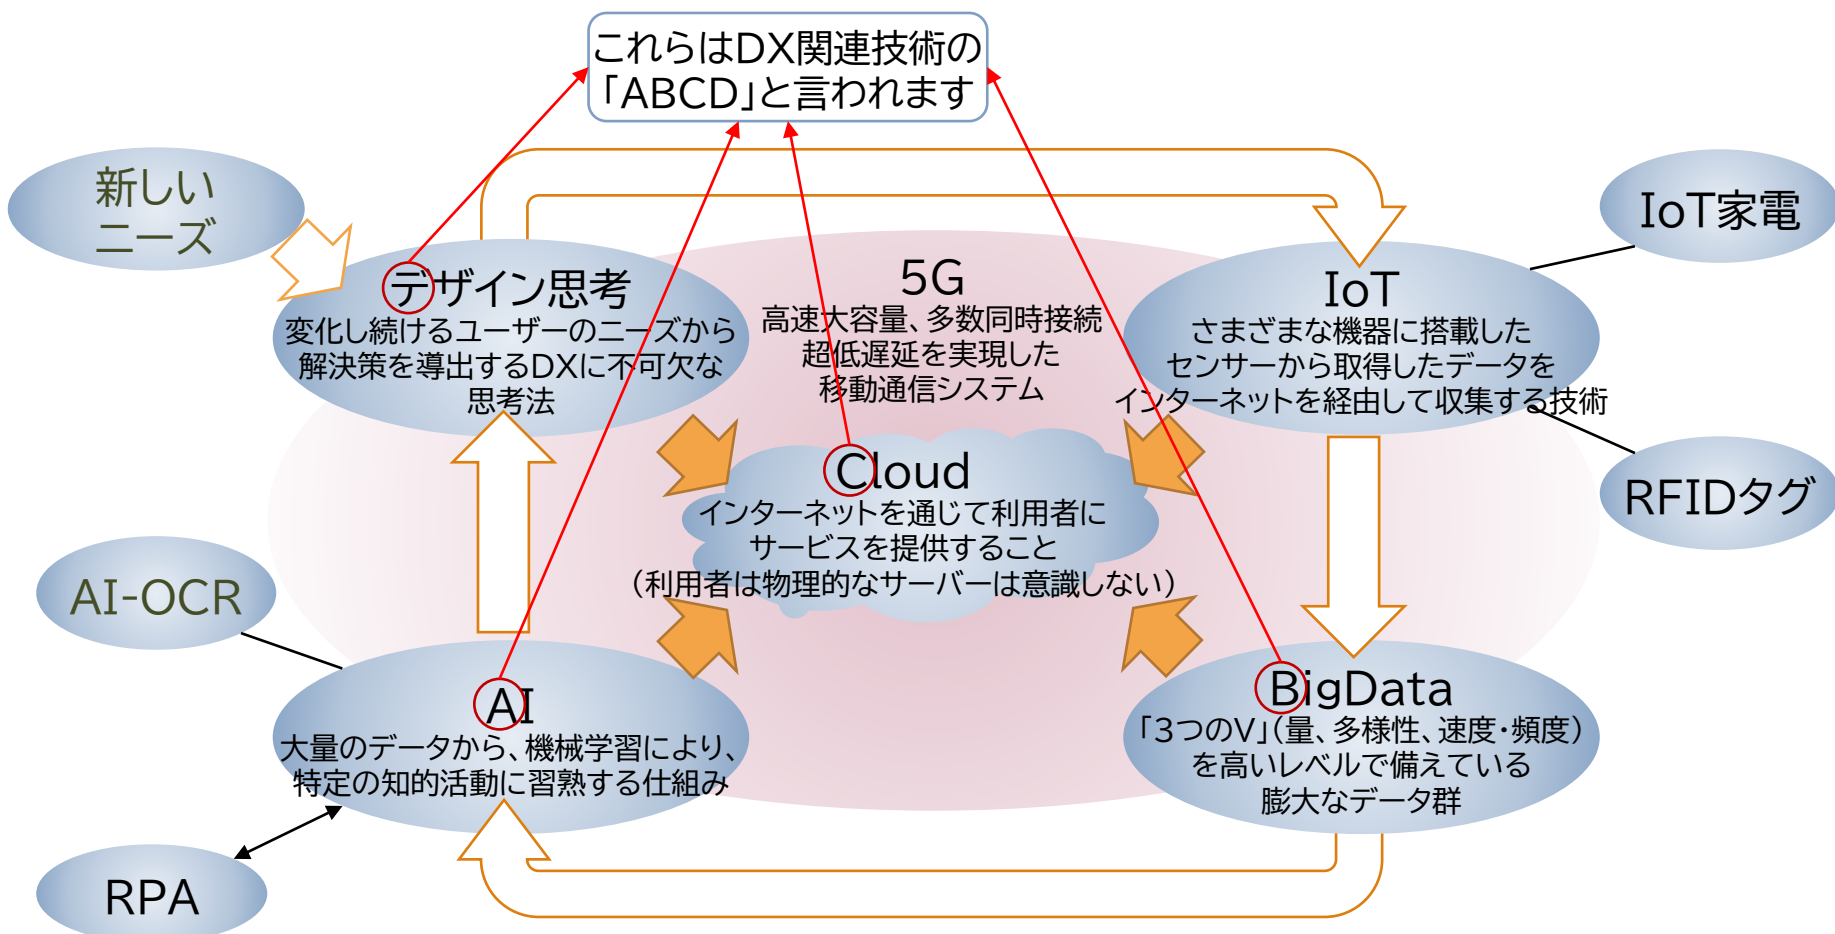 これらはDX関連技術の
「ABCD」と言われます
新しい
ニーズ
デザイン思考
変化し続けるユーザーのニーズから
解決策を導出するDXに不可欠な
思考法
5G
高速大容量、多数同時接続
超低遅延を実現した
移動通信システム
IoT
さまざまな機器に搭載した
センサーから取得したデータを
インターネットを経由して収集する技術
IoT家電
RFIDタグ
Cloud
インターネットを通じて利用者に
サービスを提供すること
（利用者は物理的なサーバーは意識しない）
AI-OCR
AI
大量のデータから、機械学習により、
特定の知的活動に習熟する仕組み
BigData
「3つのV」（量、多様性、速度・頻度）
を高いレベルで備えている
膨大なデータ群
RPA